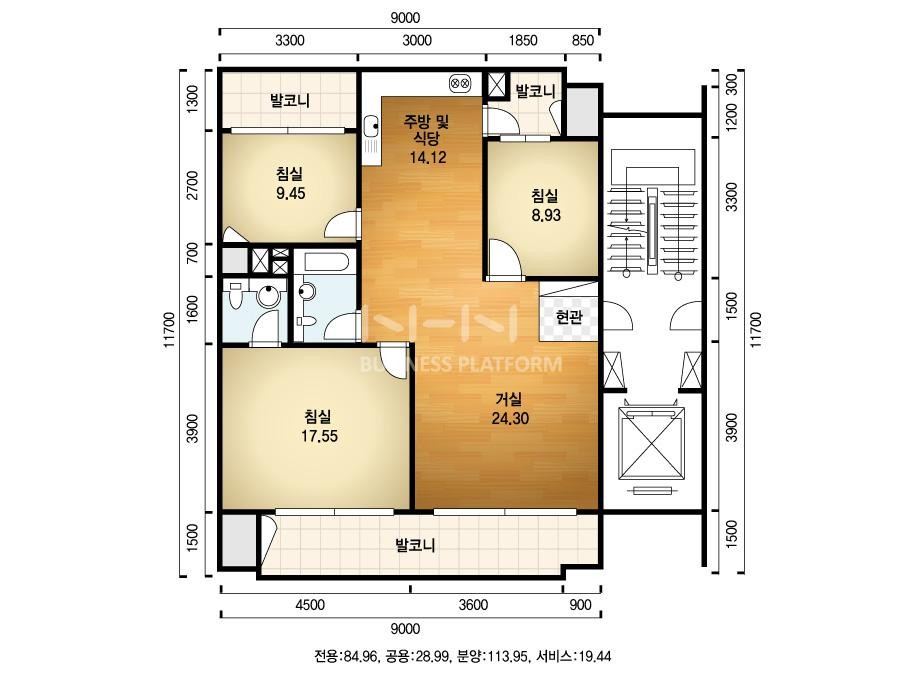 9000
3300 3000 1850 850
발코니
발코니
주방 및
식당
14.12
침실
9.45
침실
8.93
현관
N-H-N
BUSINESS PLATFORM
침실
17.55
거실
24.30
발코니
1300
2700
700
1600
3900
1500
11700
300
1200
3300
1500
3900
1500
11700
4500 3600 900
9000
전용:84.96, 공용:28.99, 분양:113.95, 서비스:19.44